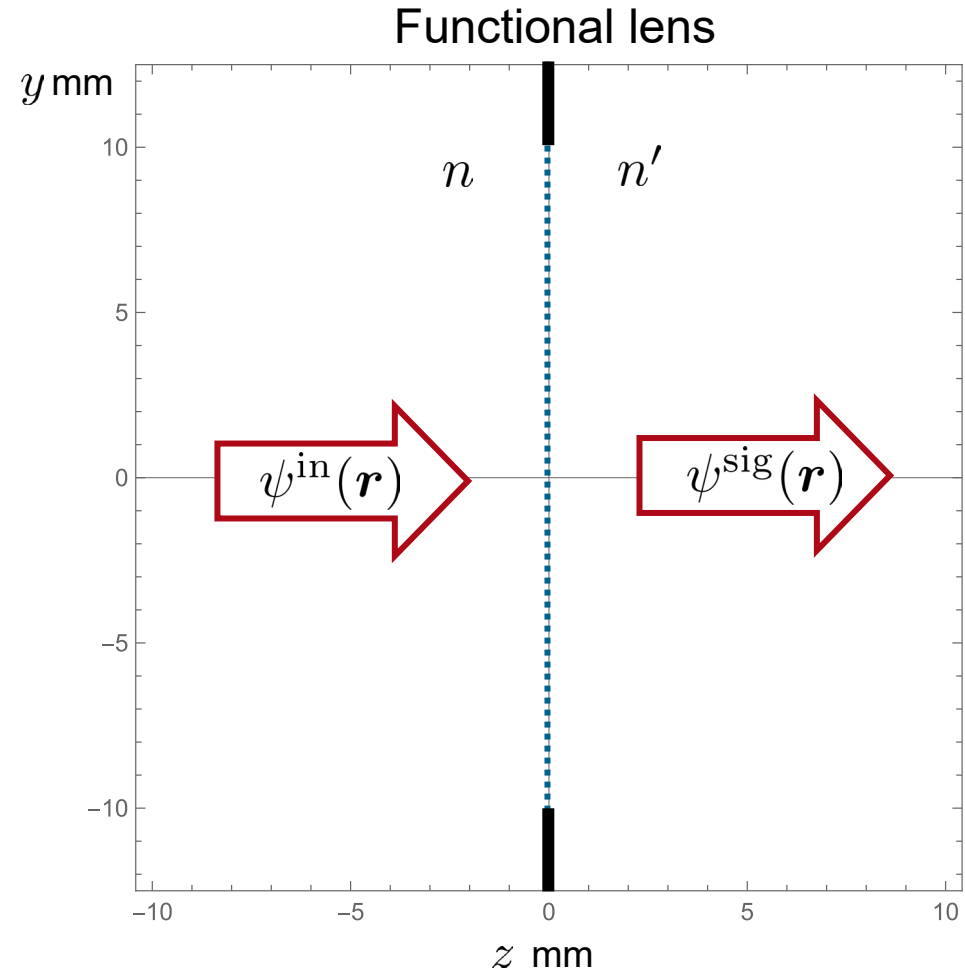 Functional lens
y mm
10
n n′
5
0
ψ^in(r) ψ^sig(r)
−5
−10
−10 −5 0 5 10
z mm